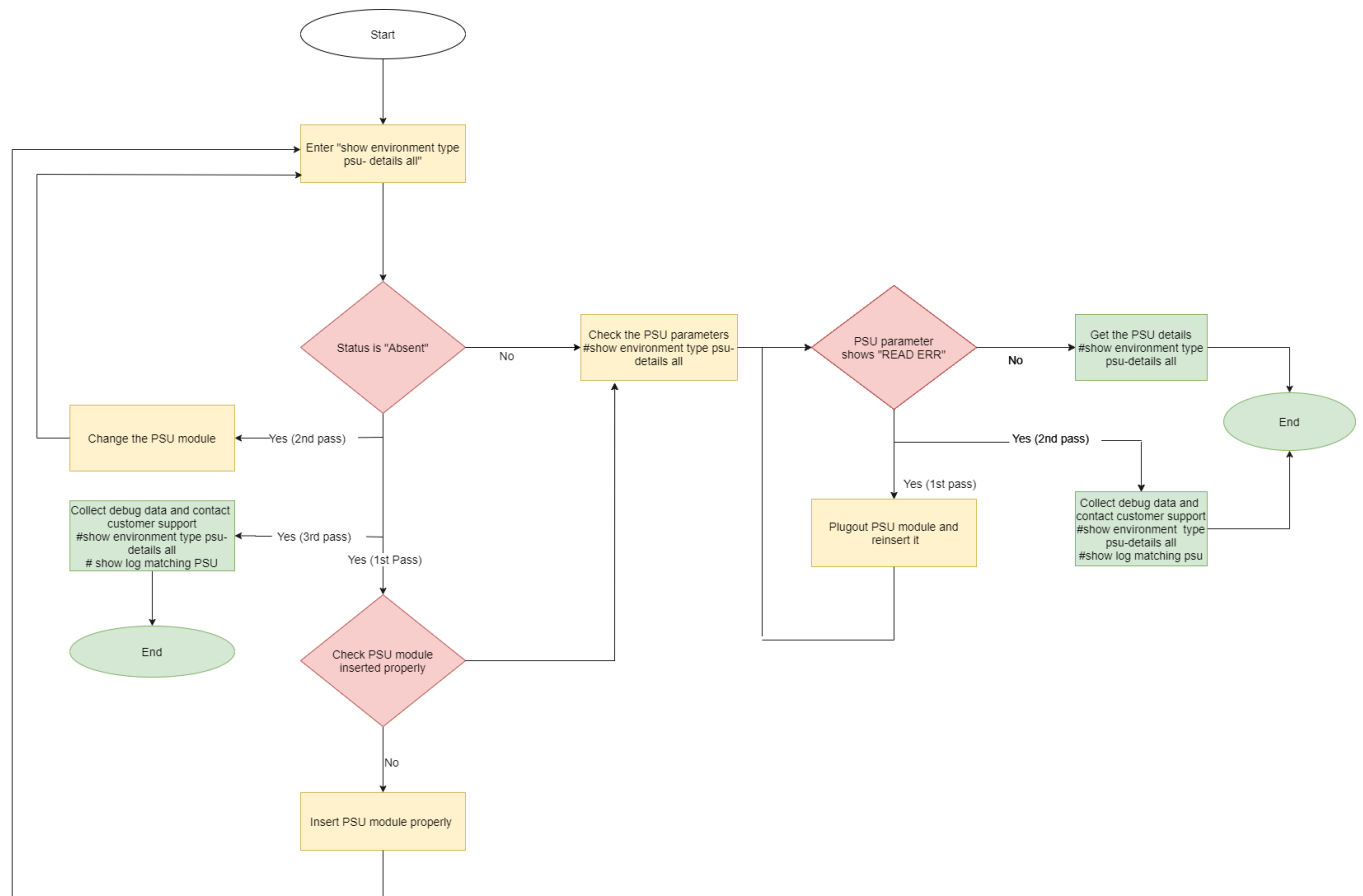 Start
Enter "show environment type
psu- details all"
Status is "Absent"
No
Check the PSU parameters
#show environment type psu-
details all
PSU parameter
shows "READ ERR"
No
Get the PSU details
#show environment type
psu-details all
End
Change the PSU module
Yes (2nd pass)
Yes (2nd pass)
Yes (1st pass)
Collect debug data and contact
customer support
#show environment type psu-
details all
# show log matching PSU
Yes (3rd pass)
Yes (1st Pass)
Plugout PSU module and
reinsert it
Collect debug data and
contact customer support
#show environment  type
psu-details all
#show log matching psu
End
Check PSU module
inserted properly
No
Insert PSU module properly